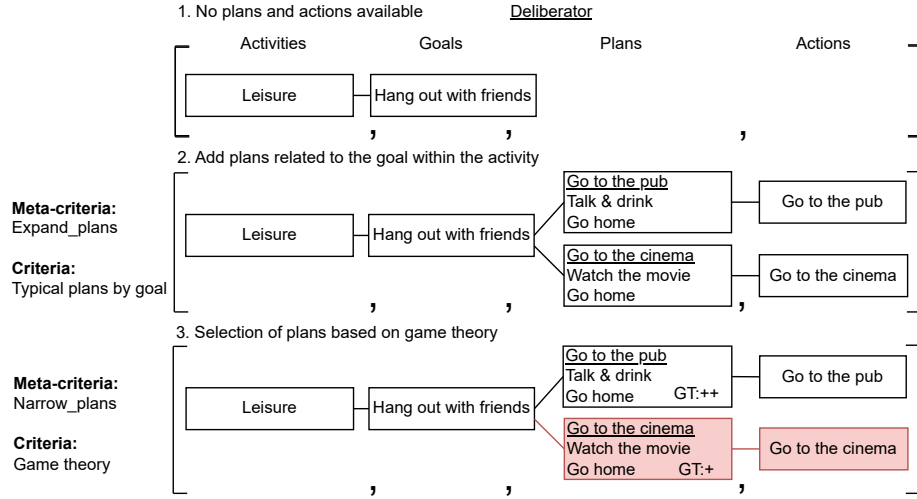 1. No plans and actions available Deliberator
Activities Goals Plans Actions
Leisure Hang out with friends
, , ,
2. Add plans related to the goal within the activity
Meta-criteria:
Expand_plans
Criteria:
Typical plans by goal
Leisure Hang out with friends
Go to the pub
Talk & drink
Go home
Go to the pub
Go to the cinema
Watch the movie
Go home
Go to the cinema
, , ,
3. Selection of plans based on game theory
Meta-criteria:
Narrow_plans
Criteria:
Game theory
Leisure Hang out with friends
Go to the pub
Talk & drink
Go home GT:++
Go to the pub
Go to the cinema
Watch the movie
Go home GT:+
Go to the cinema
, , ,